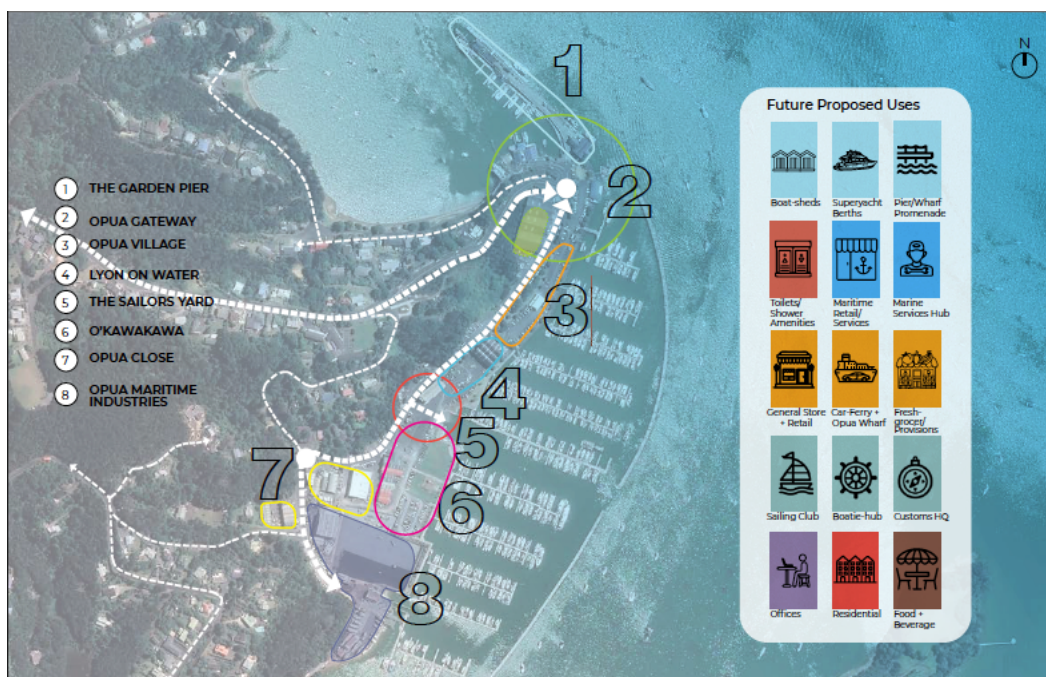 N
1
2
3
4
5
6
7
8
1 THE GARDEN PIER
2 OPUA GATEWAY
3 OPUA VILLAGE
4 LYON ON WATER
5 THE SAILORS YARD
6 O'KAWAKAWA
7 OPUA CLOSE
8 OPUA MARITIME
INDUSTRIES
Future Proposed Uses
Boat-sheds
Superyacht
Berths
Pier/Wharf
Promenade
Toilets/
Shower
Amenities
Maritime
Retail/
Services
Marine
Services Hub
General Store
+ Retail
Car-Ferry +
Opua Wharf
Fresh-
grocer/
Provisions
Sailing Club
Boatie-hub
Customs HQ
Offices
Residential
Food +
Beverage